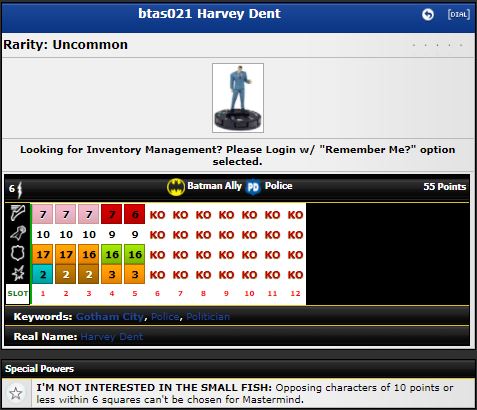 btas021 Harvey Dent
[DIAL]
Rarity: Uncommon
Looking for Inventory Management? Please Login w/ "Remember Me?" option
selected.
6 Batman Ally PD Police 55 Points
7 7 7 7 6 KO KO KO KO KO KO KO
10 10 10 9 9 KO KO KO KO KO KO KO
17 17 16 16 16 KO KO KO KO KO KO KO
2 2 2 3 3 KO KO KO KO KO KO KO
SLOT 1 2 3 4 5 6 7 8 9 10 11 12
Keywords: Gotham City, Police, Politician
Real Name: Harvey Dent
Special Powers
I'M NOT INTERESTED IN THE SMALL FISH: Opposing characters of 10 points or
less within 6 squares can't be chosen for Mastermind.